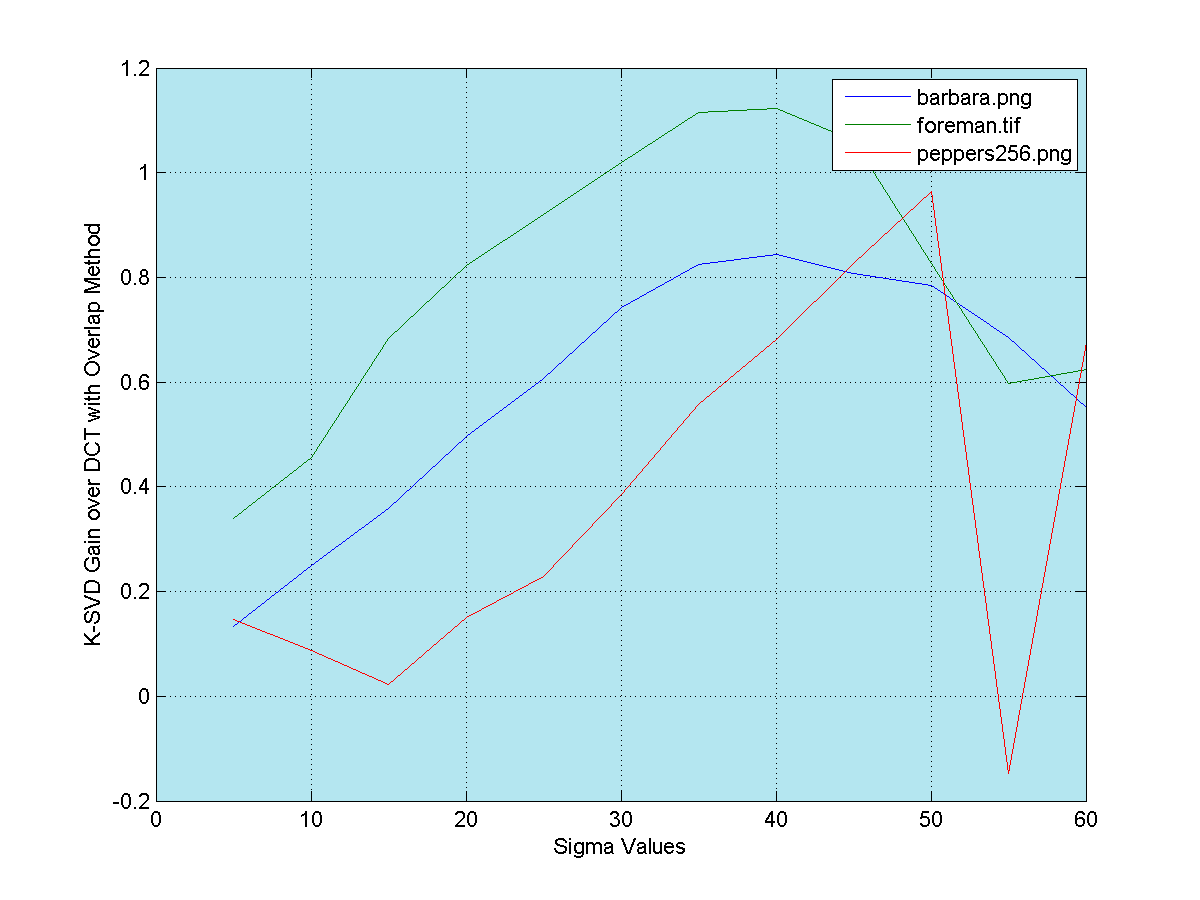 1.2
1
0.8
0.6
0.4
0.2
0
-0.2
0 10 20 30 40 50 60
K-SVD Gain over DCT with Overlap Method
Sigma Values
barbara.png
foreman.tif
peppers256.png